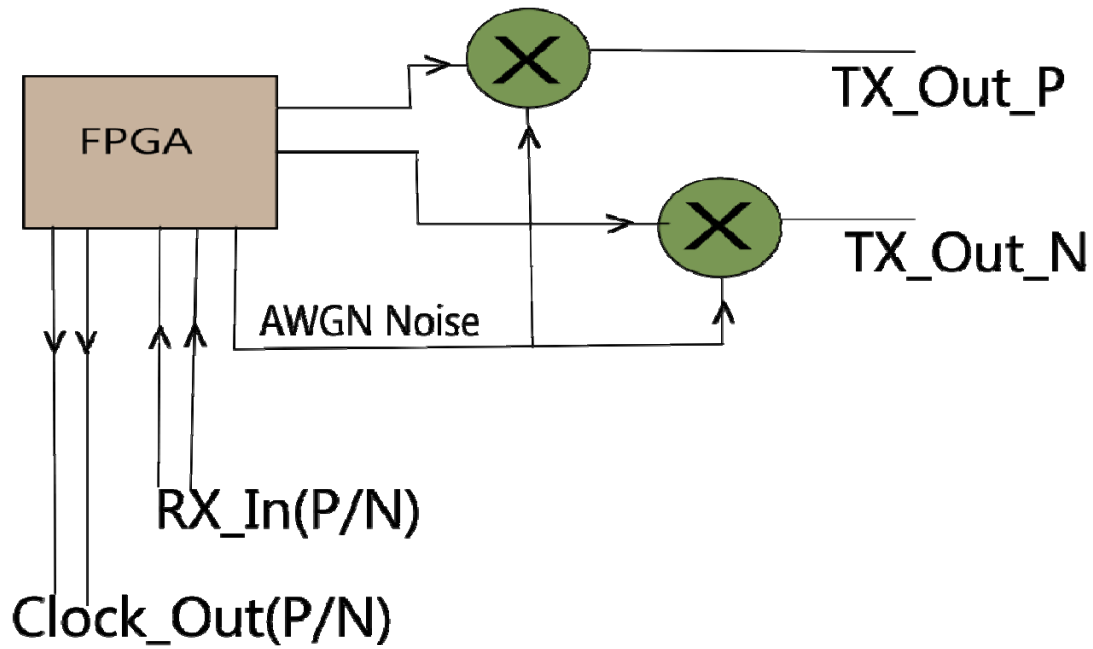 TX_Out_P
FPGA
TX_Out_N
AWGN Noise
RX_In(P/N)
Clock_Out(P/N)